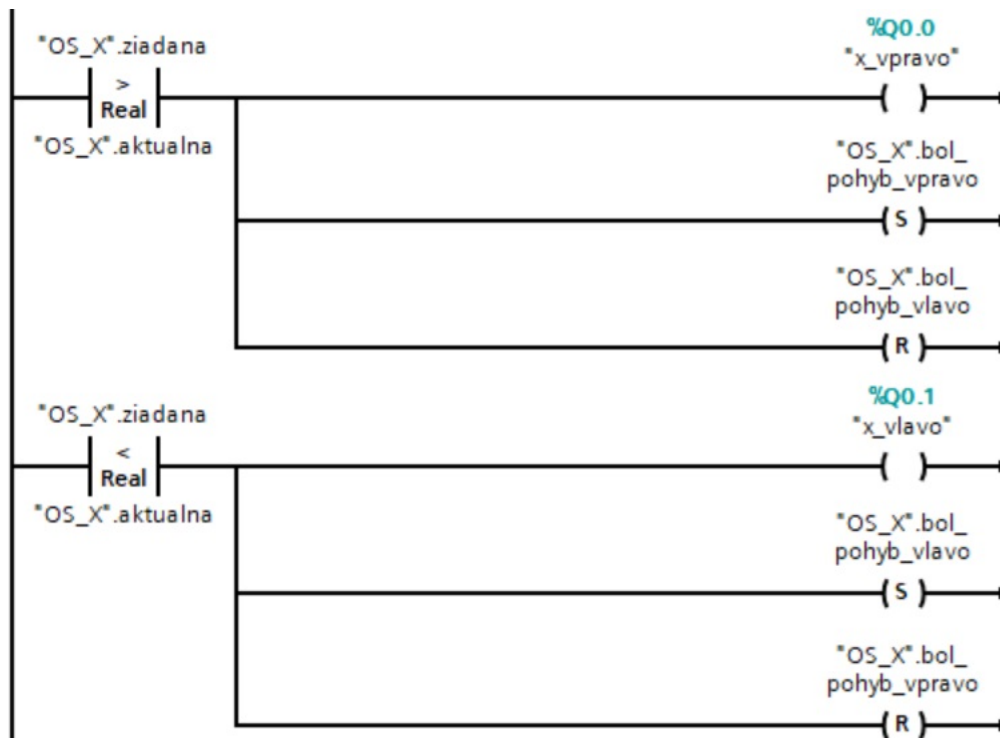 "OS_X".ziadana
>
Real
"OS_X".aktualna
%Q0.0
"x_vpravo"
( )
"OS_X".bol_
pohyb_vpravo
( S )
"OS_X".bol_
pohyb_vlavo
( R )
"OS_X".ziadana
<
Real
"OS_X".aktualna
%Q0.1
"x_vlavo"
( )
"OS_X".bol_
pohyb_vlavo
( S )
"OS_X".bol_
pohyb_vpravo
( R )